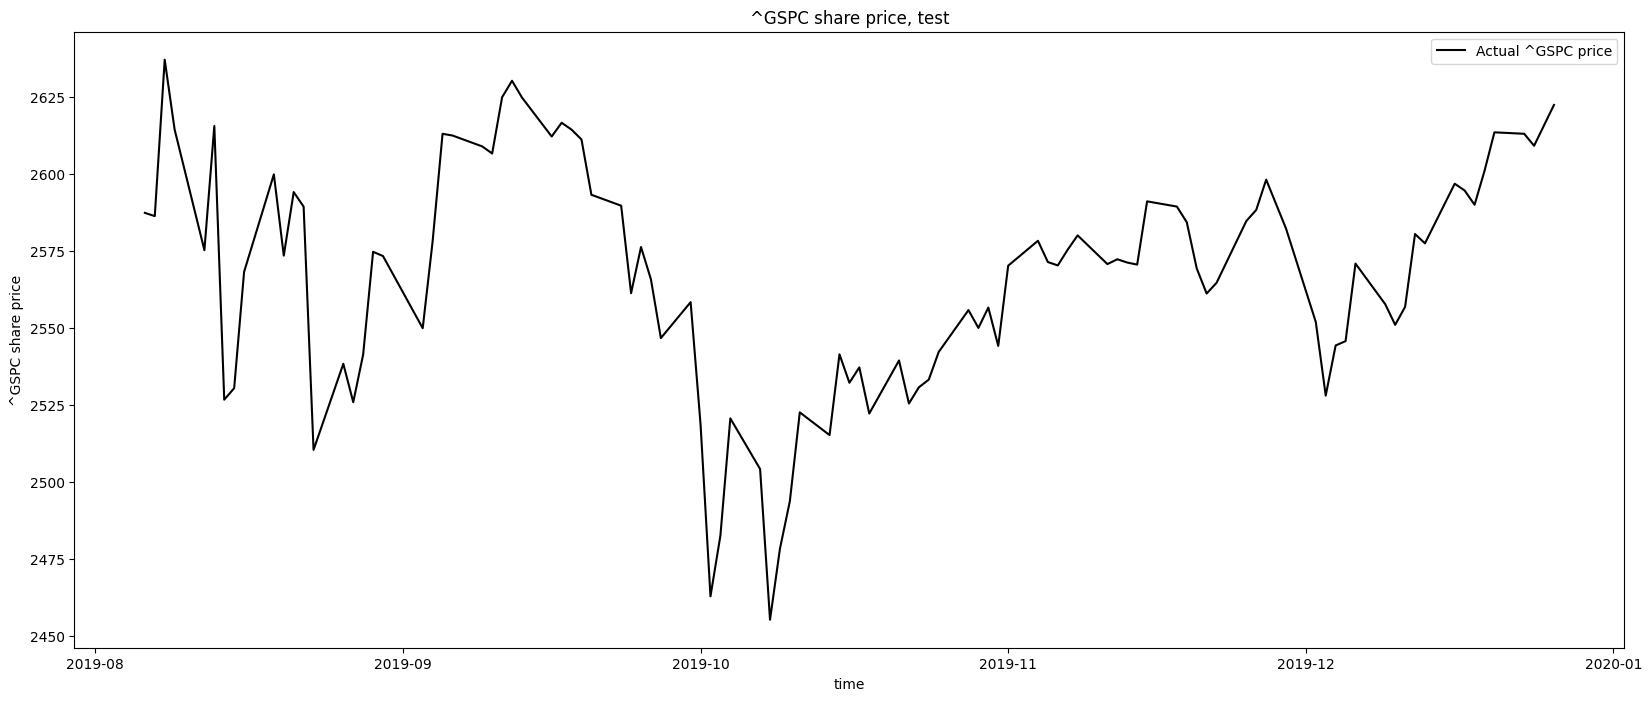 ^GSPC share price, test
Actual ^GSPC price
2625
2600
2575
2550
2525
2500
2475
2450
^GSPC share price
2019-08 2019-09 2019-10 2019-11 2019-12 2020-01
time